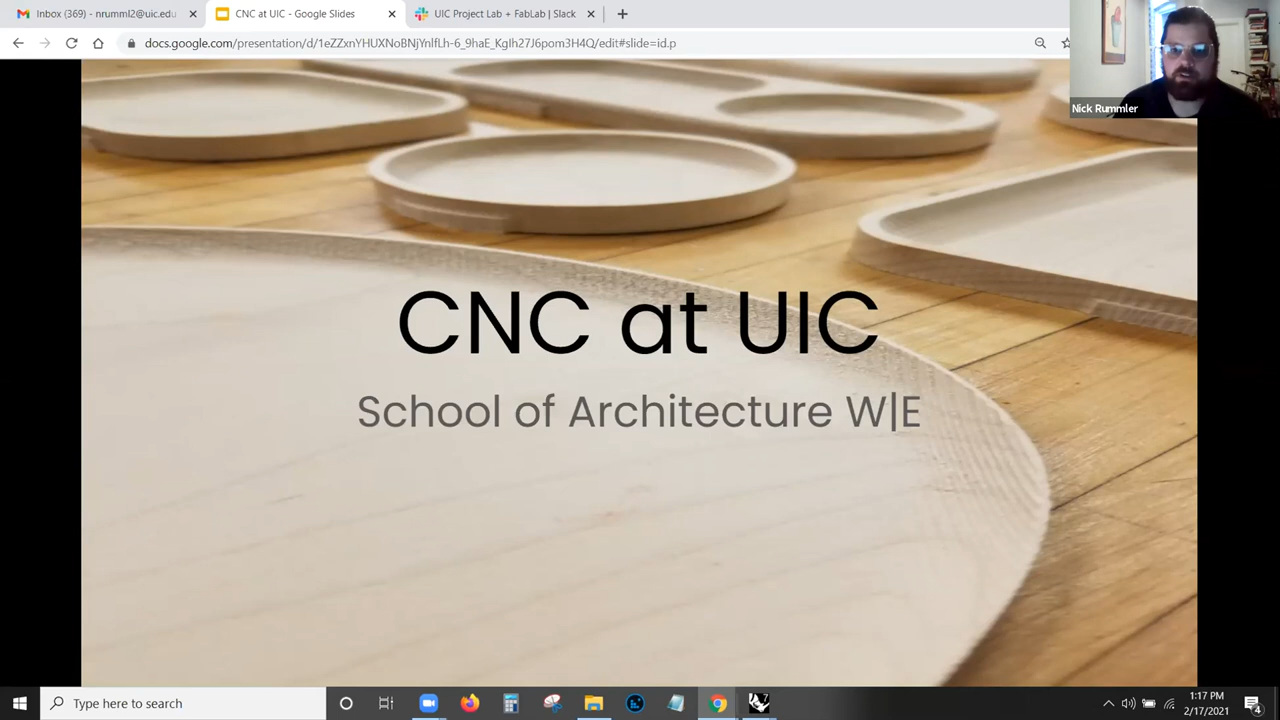 Inbox (369) - nrumml2@uic.edu
CNC at UIC - Google Slides
UIC Project Lab + FabLab | Slack
docs.google.com/presentation/d/1eZZxnYHUXNoBNjYnlfLh-6_9haE_KgIh27J6pem3H4Q/edit#slide=id.p
Nick Rummler
CNC at UIC
School of Architecture W|E
Type here to search
1:17 PM
2/17/2021
4